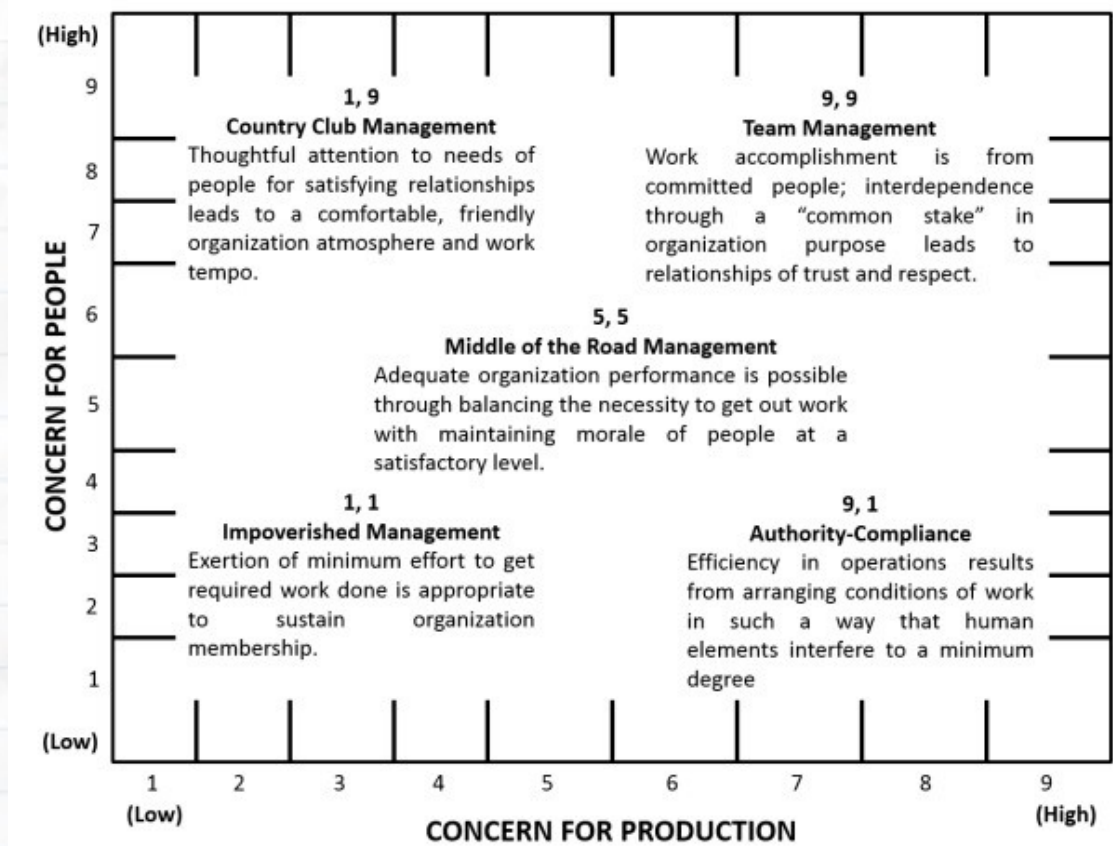 (High)
9
8
7
6
5
4
3
2
1
(Low)
CONCERN FOR PEOPLE
1, 9
Country Club Management
Thoughtful attention to needs of
people for satisfying relationships
leads to a comfortable, friendly
organization atmosphere and work
tempo.
9, 9
Team Management
Work accomplishment is from
committed people; interdependence
through a “common stake” in
organization purpose leads to
relationships of trust and respect.
5, 5
Middle of the Road Management
Adequate organization performance is possible
through balancing the necessity to get out work
with maintaining morale of people at a
satisfactory level.
1, 1
Impoverished Management
Exertion of minimum effort to get
required work done is appropriate
to sustain organization
membership.
9, 1
Authority-Compliance
Efficiency in operations results
from arranging conditions of work
in such a way that human
elements interfere to a minimum
degree
1 2 3 4 5 6 7 8 9
(Low) (High)
CONCERN FOR PRODUCTION